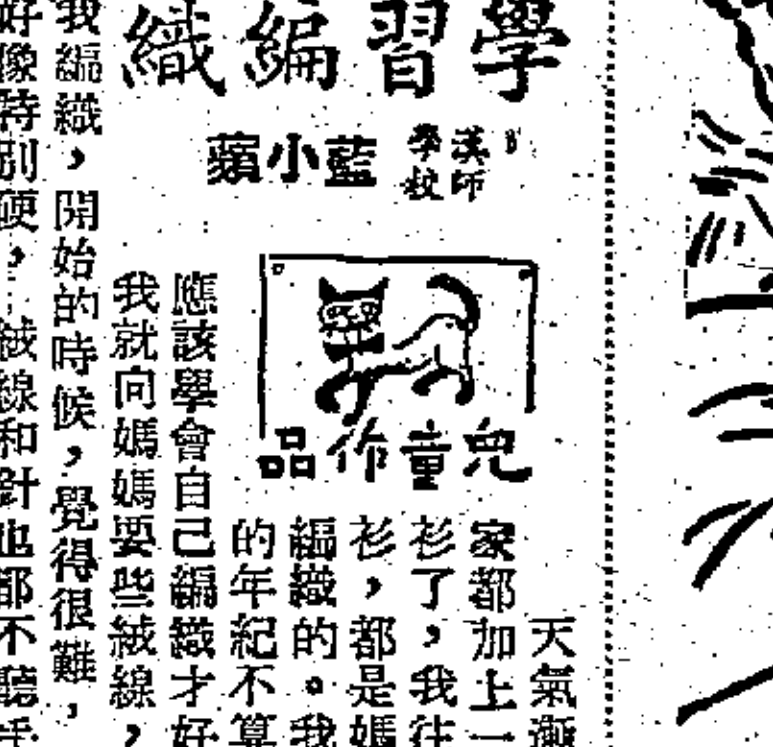 學習編織
漢師
學校
藍小蘋
兒童作品
天氣漸
家都加上一
衫了，我往
衫，都是媽
編織的。我
的年紀不算
應該學會自己編織才好
我就向媽媽要些絨線，
我編織，開始的時候，覺得很難，
好像特別硬，絨線和針也都不聽